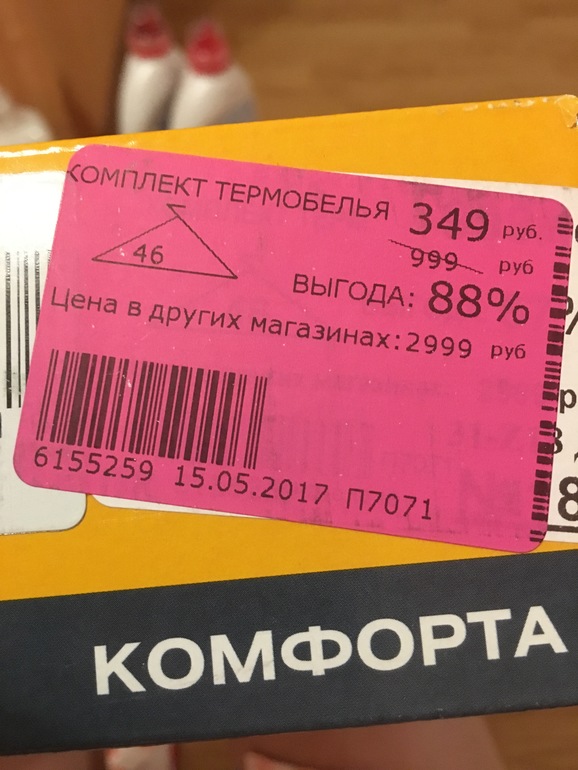 КОМПЛЕКТ ТЕРМОБЕЛЬЯ 349 руб.
999 руб
46
ВЫГОДА: 88%
Цена в других магазинах: 2999 руб
6155259 15.05.2017 П7071
8
КОМФОРТА